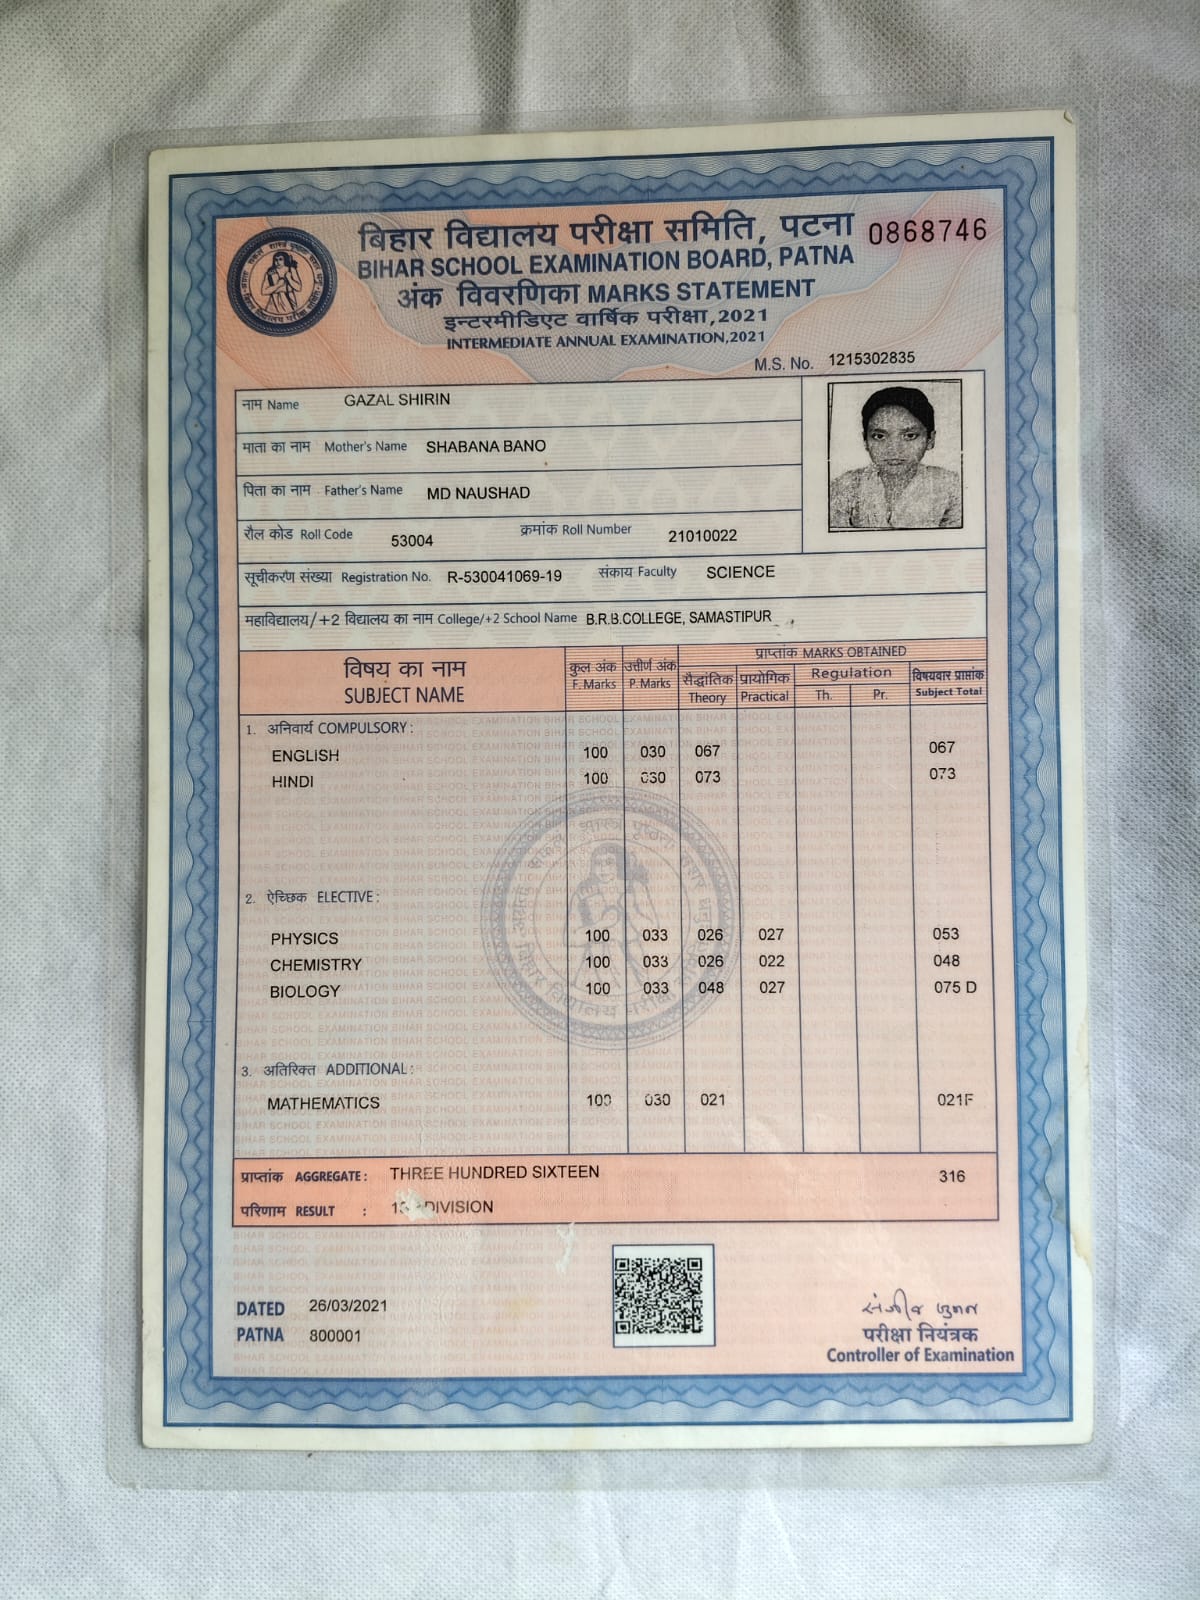 बिहार विद्यालय परीक्षा समिति, पटना 0868746
BIHAR SCHOOL EXAMINATION BOARD, PATNA
अंक विवरणिका MARKS STATEMENT
इन्टरमीडिएट वार्षिक परीक्षा,2021
INTERMEDIATE ANNUAL EXAMINATION,2021
M.S. No. 1215302835
नाम Name GAZAL SHIRIN
माता का नाम Mother's Name SHABANA BANO
पिता का नाम Father's Name MD NAUSHAD
रौल कोड Roll Code 53004 क्रमांक Roll Number 21010022
सूचीकरण संख्या Registration No. R-530041069-19 संकाय Faculty SCIENCE
महाविद्यालय/+2 विद्यालय का नाम College/+2 School Name B.R.B.COLLEGE, SAMASTIPUR
विषय का नाम कुल अंक उत्तीर्ण अंक प्राप्तांक MARKS OBTAINED
SUBJECT NAME F. Marks P. Marks सैद्धांतिक प्रायोगिक Regulation विषयवार प्राप्तांक
Theory Practical Th. Pr. Subject Total
1. अनिवार्य COMPULSORY :
ENGLISH 100 030 067 067
HINDI 100 030 073 073
2. ऐच्छिक ELECTIVE :
PHYSICS 100 033 026 027 053
CHEMISTRY 100 033 026 022 048
BIOLOGY 100 033 048 027 075 D
3. अतिरिक्त ADDITIONAL :
MATHEMATICS 100 030 021 021F
प्राप्तांक AGGREGATE : THREE HUNDRED SIXTEEN 316
परिणाम RESULT : DIVISION
DATED 26/03/2021
PATNA 800001
परीक्षा नियंत्रक
Controller of Examination